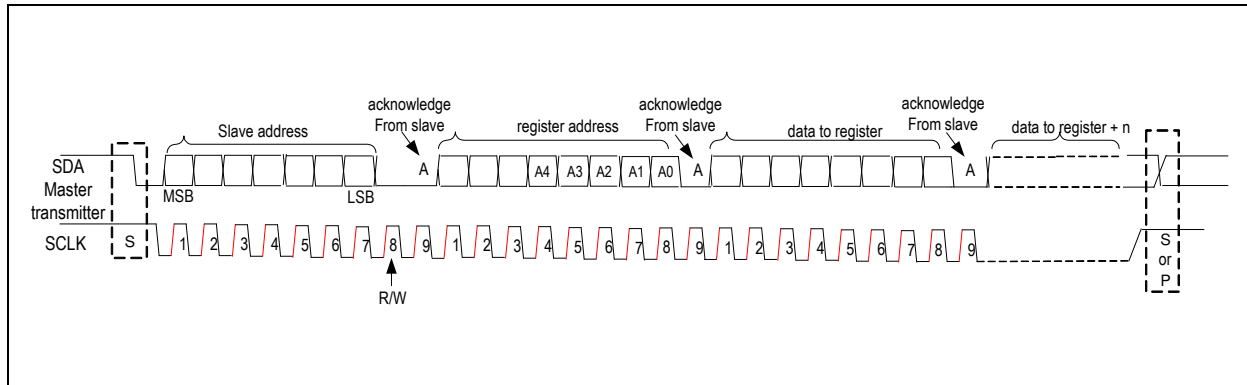 acknowledge
From slave
acknowledge
From slave
acknowledge
From slave
Slave address
register address
data to register
data to register + n
SDA
Master
transmitter
A A4 A3 A2 A1 A0 A A
MSB LSB
SCLK
S 1 2 3 4 5 6 7 8 9 1 2 3 4 5 6 7 8 9 1 2 3 4 5 6 7 8 9
S
or
P
R/W